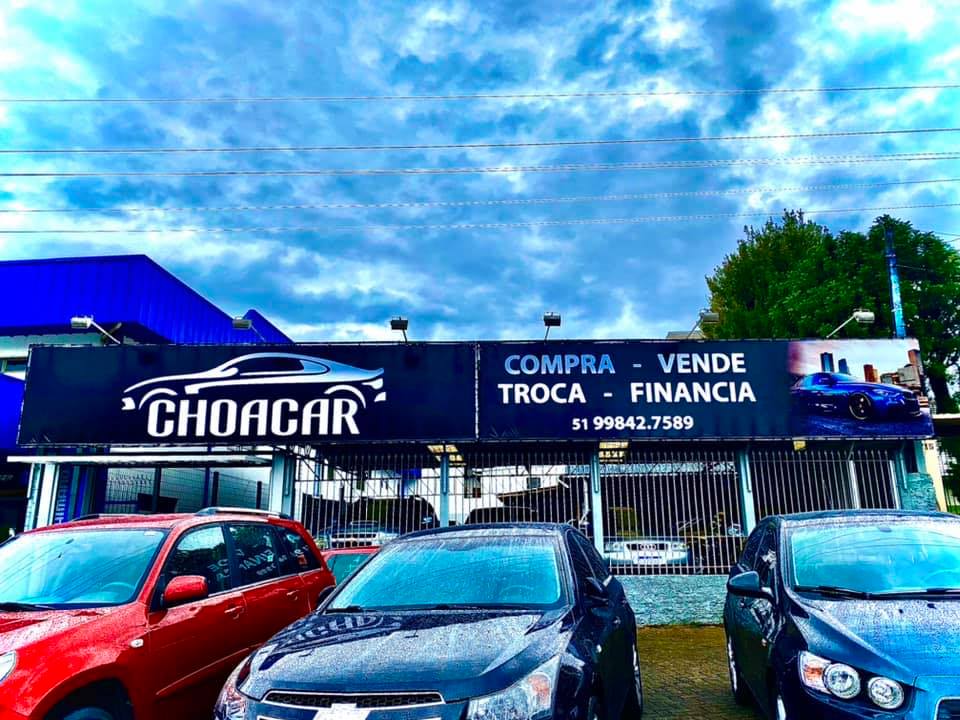 CHOACAR
COMPRA - VENDE
TROCA - FINANCIA
51 99842.7589